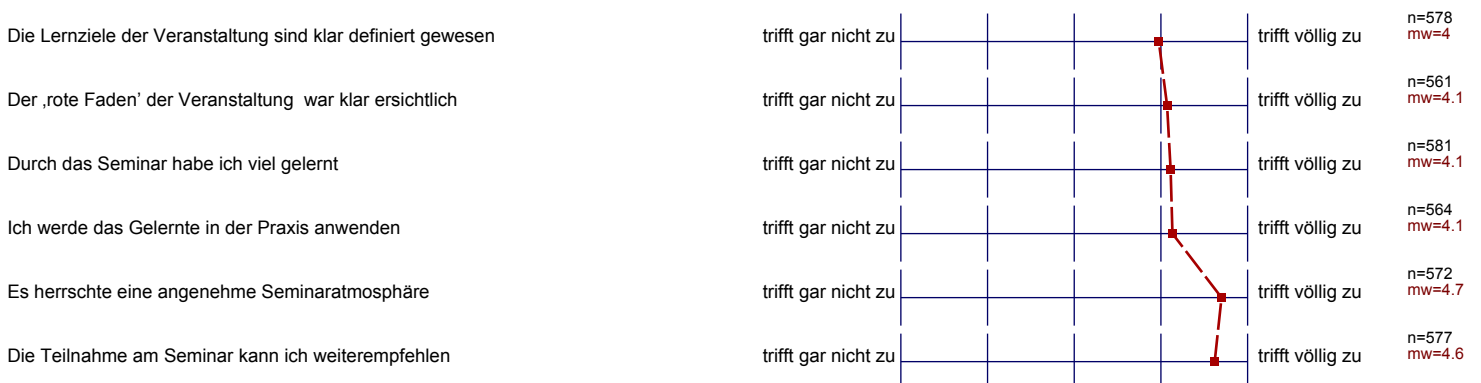 Die Lernziele der Veranstaltung sind klar definiert gewesen trifft gar nicht zu trifft völlig zu n=578
mw=4
Der ‚rote Faden’ der Veranstaltung war klar ersichtlich trifft gar nicht zu trifft völlig zu n=561
mw=4.1
Durch das Seminar habe ich viel gelernt trifft gar nicht zu trifft völlig zu n=581
mw=4.1
Ich werde das Gelernte in der Praxis anwenden trifft gar nicht zu trifft völlig zu n=564
mw=4.1
Es herrschte eine angenehme Seminaratmosphäre trifft gar nicht zu trifft völlig zu n=572
mw=4.7
Die Teilnahme am Seminar kann ich weiterempfehlen trifft gar nicht zu trifft völlig zu n=577
mw=4.6